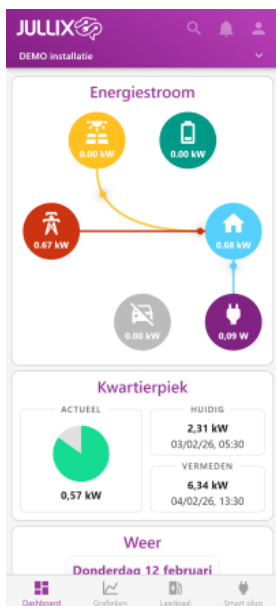 JULLIX
DEMO installatie
Energiestroom
0.00 kW
0.00 kW
0.67 kW
0.68 kW
0.00 kW
0,09 W
Kwartierpiek
ACTUEEL
0,57 kW
HUIDIG
2,31 kW
03/02/26, 05:30
VERMEDEN
6,34 kW
04/02/26, 13:30
Weer
Donderdag 12 februari
Dashboard
Grafieken
Laadpaal
Smart plugs